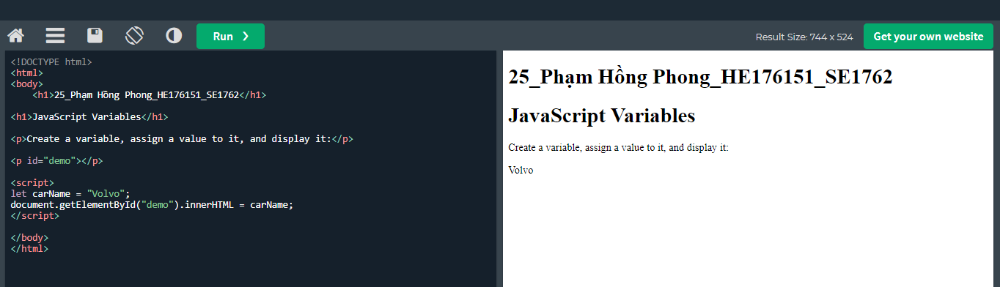 Run ❯
Result Size: 744 x 524
Get your own website
<!DOCTYPE html>
<html>
<body>
    <h1>25_Phạm Hồng Phong_HE176151_SE1762</h1>
<h1>JavaScript Variables</h1>
<p>Create a variable, assign a value to it, and display it:</p>
<p id="demo"></p>
<script>
let carName = "Volvo";
document.getElementById("demo").innerHTML = carName;
</script>
</body>
</html>
25_Phạm Hồng Phong_HE176151_SE1762
JavaScript Variables
Create a variable, assign a value to it, and display it:
Volvo